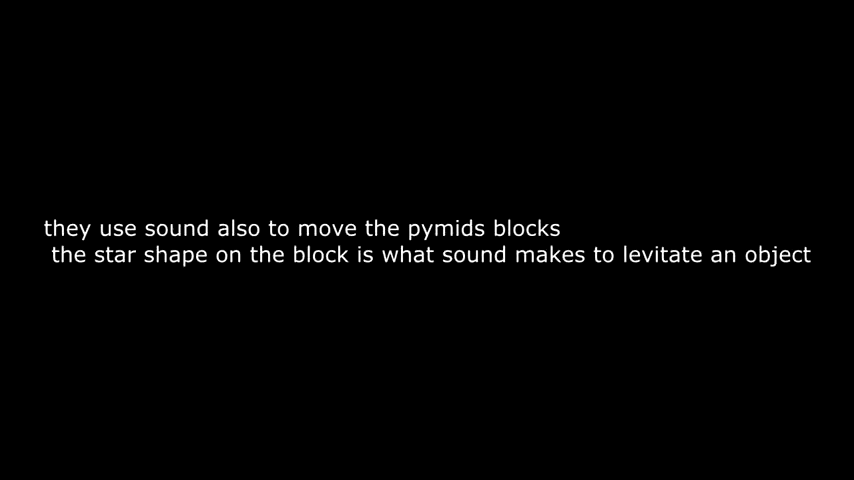 they use sound also to move the pymids blocks
the star shape on the block is what sound makes to levitate an object